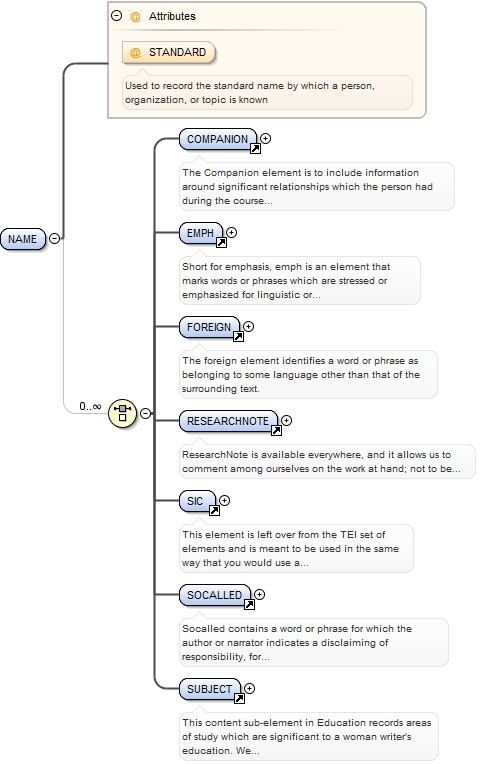 @ Attributes
@ STANDARD
Used to record the standard name by which a person,
organization, or topic is known
COMPANION
The Companion element is to include information
around significant relationships which the person had
during the course...
NAME
EMPH
Short for emphasis, emph is an element that
marks words or phrases which are stressed or
emphasized for linguistic or...
FOREIGN
The foreign element identifies a word or phrase as
belonging to some language other than that of the
surrounding text.
0..∞
RESEARCHNOTE
ResearchNote is available everywhere, and it allows us to
comment among ourselves on the work at hand; not to be...
SIC
This element is left over from the TEI set of
elements and is meant to be used in the same
way that you would use a...
SOCALLED
Socalled contains a word or phrase for which the
author or narrator indicates a disclaiming of
responsibility, for...
SUBJECT
This content sub-element in Education records areas
of study which are significant to a woman writer's
education. We...